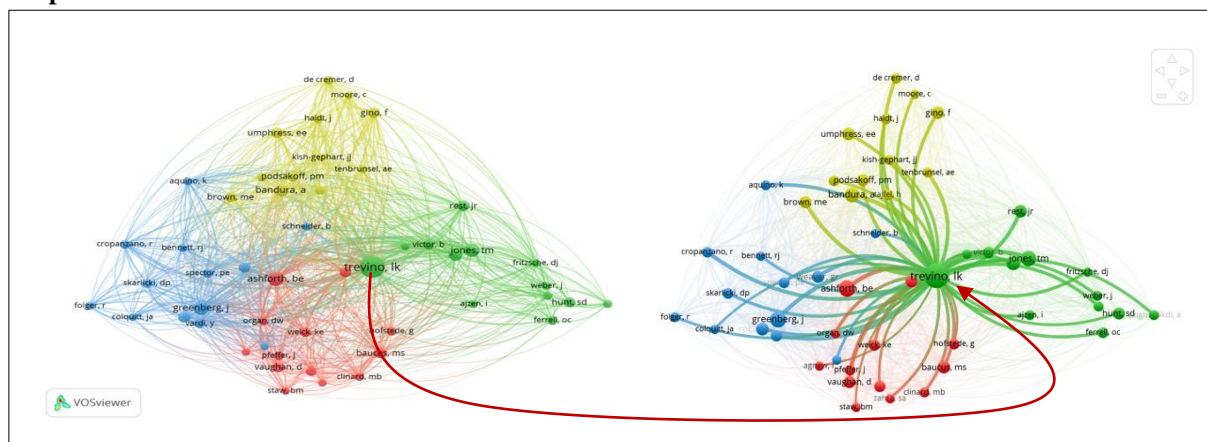 de cremer, d
moore, c
haidt, j
gino, f
umphress, ee
kish-gephart, jj
tenbrunsel, ae
podsakoff, pm
aquino, k
bandura, a
brown, me
rest, jr
schneider, b
cropanzano, r
bennett, rj
victor, b
jones, tm
spector, pe
trevino, lk
fritzsche, dj
ashforth, be
skarlicki, dp
weber, j
folger, r
greenberg, j
ajzen, i
hunt, sd
colquitt, ja
vardi, y
organ, dw
ferrell, oc
weick, ke
hofstede, g
pfeffer, j
baucus, ms
vaughan, d
clinard, mb
staw, bm
VOSviewer
de cremer, d
moore, c
haidt, j
gino, f
umphress, ee
kish-gephart, jj
tenbrunsel, ae
podsakoff, pm
aquino, k
bandura, a
tajfel, h
brown, me
rest, jr
schneider, b
cropanzano, r
victor, b
bennett, rj
jones, tm
weaver, gr
trevino, lk
fritzsche, dj
ashforth, be
skarlicki, dp
weber, j
folger, r
greenberg, j
ajzen, i
hunt, sd
colquitt, ja
organ, dw
ferrell, oc
weick, ke
hofstede, g
pfeffer, j
baucus, ms
vaughan, d
clinard, mb
staw, bm